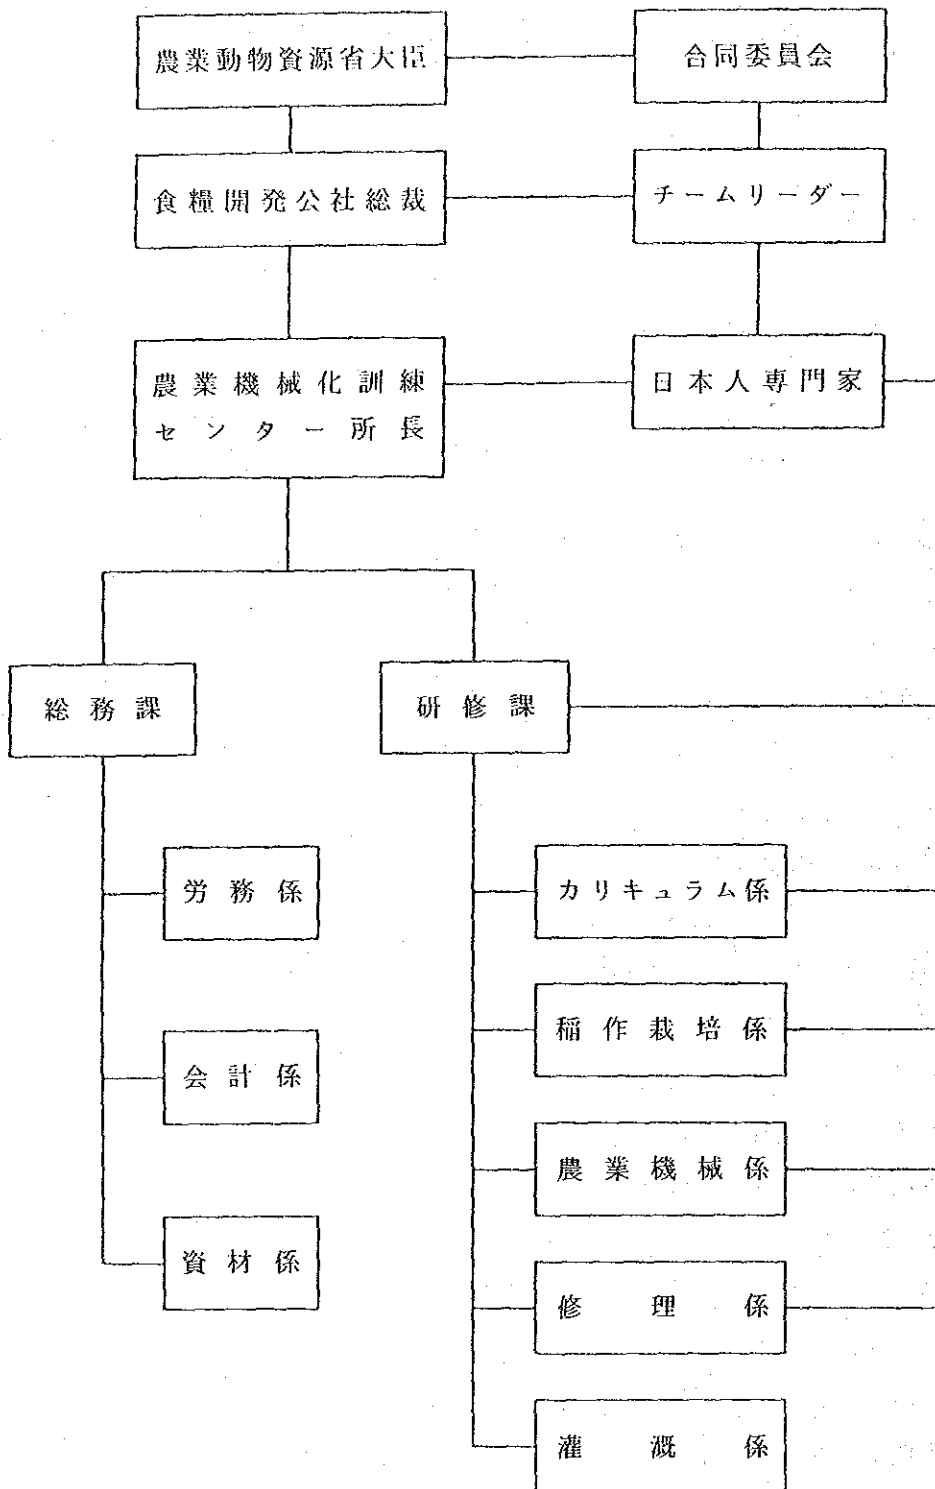 農業動物資源省大臣
合同委員会
食糧開発公社総裁
チームリーダー
農業機械化訓練
センター所長
日本人専門家
総務課
研修課
労務係
カリキュラム係
稲作栽培係
会計係
農業機械係
資材係
修理係
灌漑係